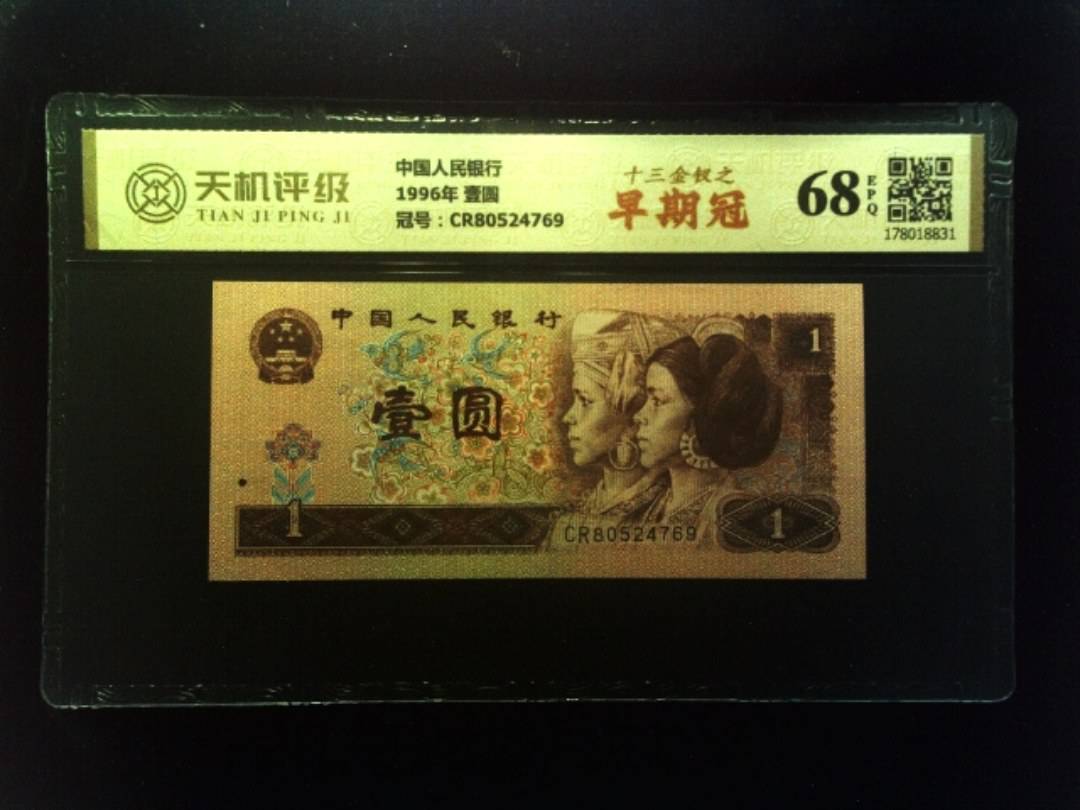 天机评级
TIAN JI PING JI
中国人民银行
1996年 壹圆
冠号：CR80524769
十三金钗之
早期冠
68
EPQ
178018831
中国人民银行
1
壹圆
1
CR80524769
1